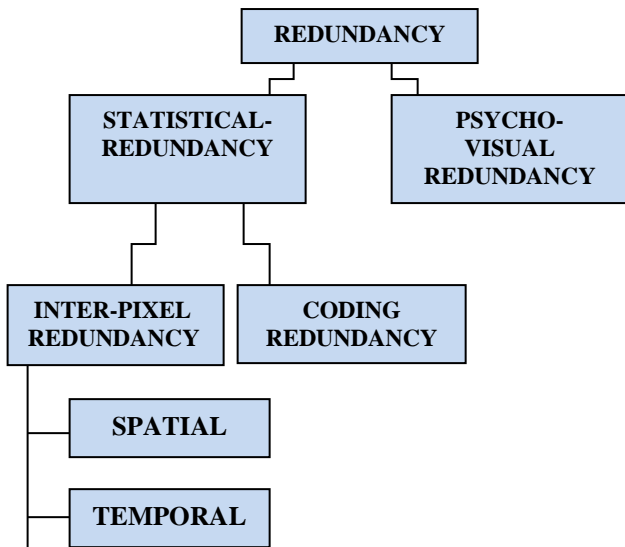 REDUNDANCY
STATISTICAL-
REDUNDANCY
PSYCHO-
VISUAL
REDUNDANCY
INTER-PIXEL
REDUNDANCY
CODING
REDUNDANCY
SPATIAL
TEMPORAL